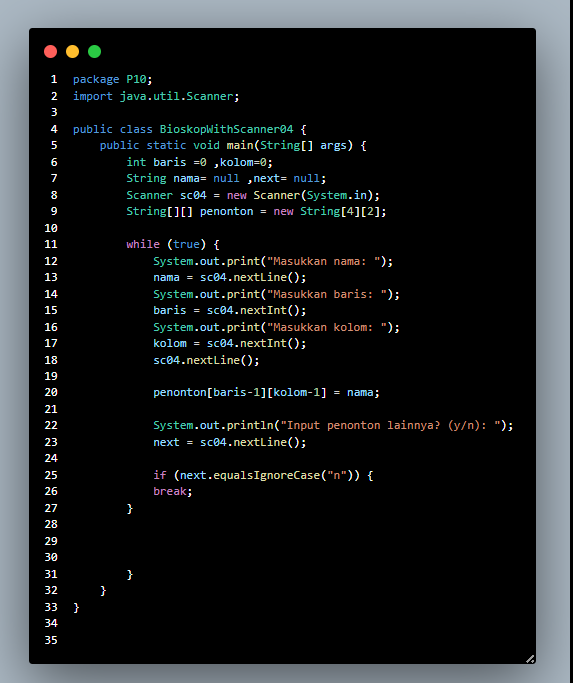 1 package P10;
2 import java.util.Scanner;
3
4 public class BioskopWithScanner04 {
5 public static void main(String[] args) {
6 int baris =0 ,kolom=0;
7 String nama= null ,next= null;
8 Scanner sc04 = new Scanner(System.in);
9 String[][] penonton = new String[4][2];
10
11 while (true) {
12 System.out.print("Masukkan nama: ");
13 nama = sc04.nextLine();
14 System.out.print("Masukkan baris: ");
15 baris = sc04.nextInt();
16 System.out.print("Masukkan kolom: ");
17 kolom = sc04.nextInt();
18 sc04.nextLine();
19
20 penonton[baris-1][kolom-1] = nama;
21
22 System.out.println("Input penonton lainnya? (y/n): ");
23 next = sc04.nextLine();
24
25 if (next.equalsIgnoreCase("n")) {
26 break;
27 }
28
29
30
31 }
32 }
33 }
34
35